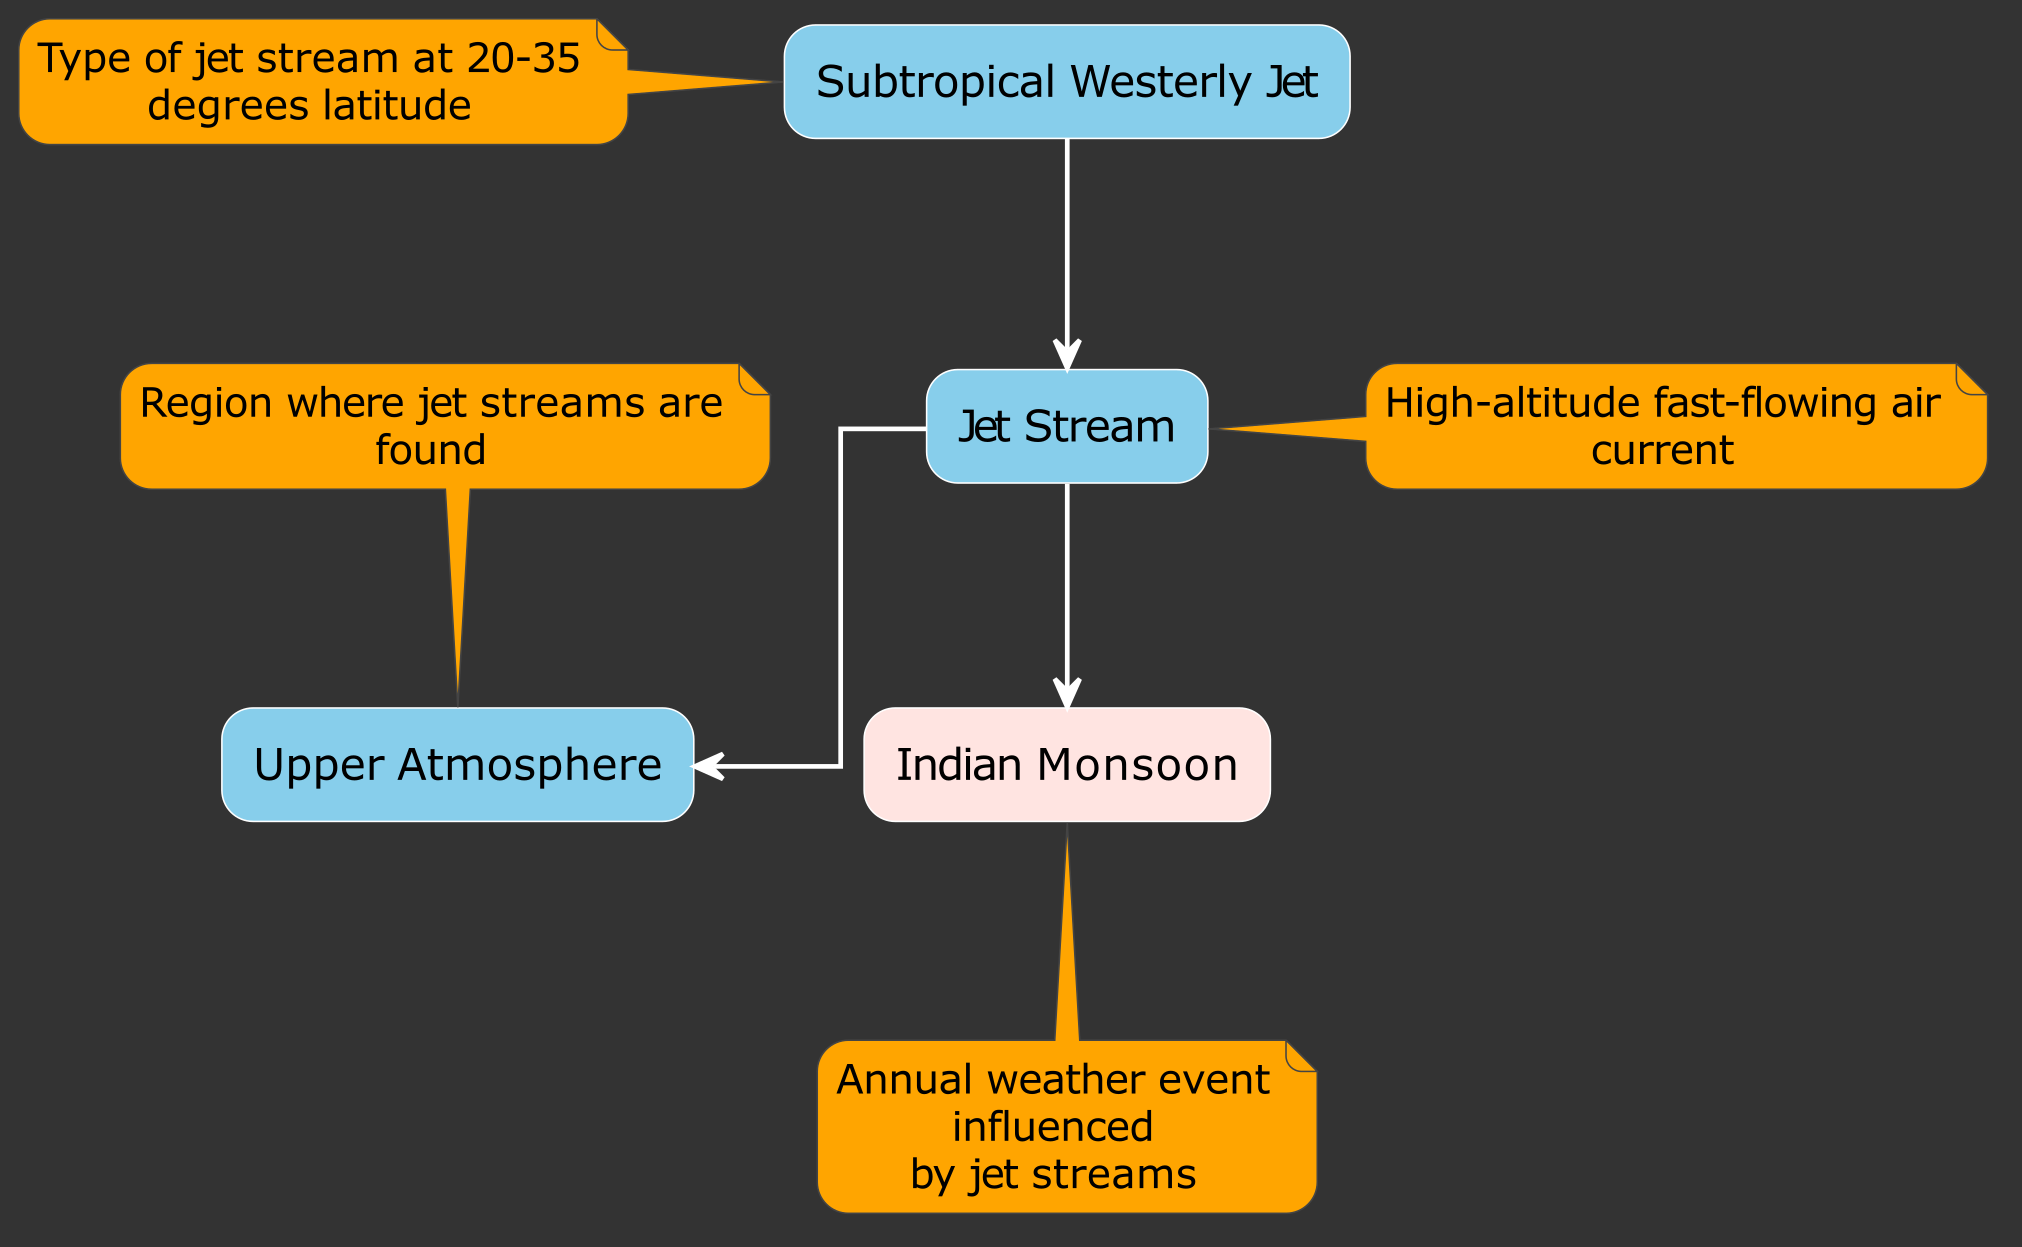 Type of jet stream at 20-35
degrees latitude
Subtropical Westerly Jet
Region where jet streams are
found
Jet Stream
High-altitude fast-flowing air
current
Upper Atmosphere
Indian Monsoon
Annual weather event
influenced
by jet streams